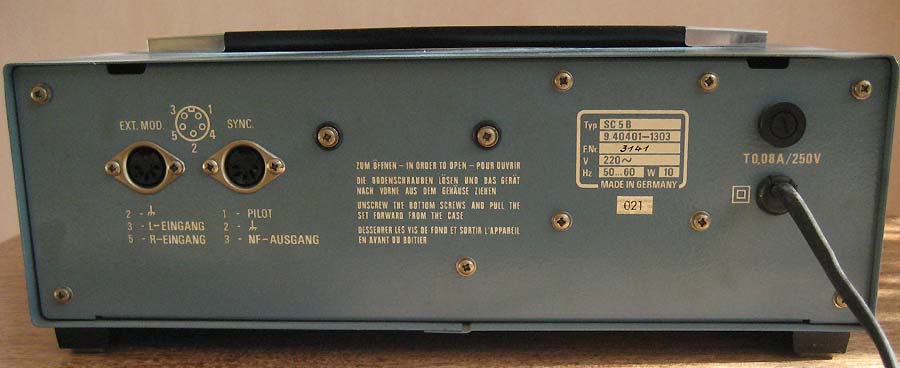 3 1
EXT. MOD. SYNC.
5 4
2
2 -
3 - L-EINGANG
5 - R-EINGANG
1 - PILOT
2 -
3 - NF-AUSGANG
ZUM ÖFFNEN - IN ORDER TO OPEN - POUR OUVRIR
DIE BODENSCHRAUBEN LÖSEN UND DAS GERÄT
NACH VORNE AUS DEM GEHÄUSE ZIEHEN
UNSCREW THE BOTTOM SCREWS AND PULL THE
SET FORWARD FROM THE CASE
DESSERRER LES VIS DE FOND ET SORTIR L'APPAREIL
EN AVANT DU BOITIER
Typ SC 5 B
9.40401-1303
F.Nr. 3141
V 220~
Hz 50...60 W 10
MADE IN GERMANY
021
T0,08A/250V